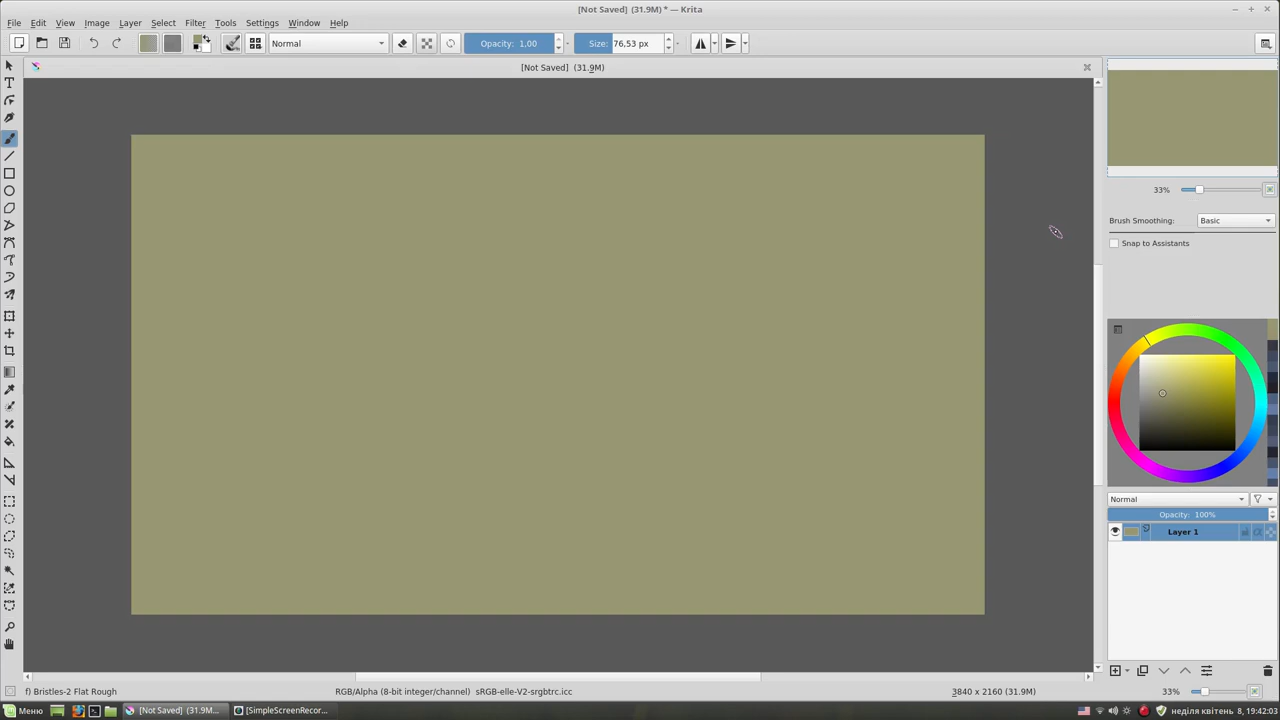 [Not Saved] (31.9M) * — Krita
File Edit View Image Layer Select Filter Tools Settings Window Help
Normal Opacity: 1,00 Size: 76,53 px
[Not Saved] (31.9M)
33%
Brush Smoothing: Basic
Snap to Assistants
Normal
Opacity: 100%
Layer 1
f) Bristles-2 Flat Rough RGB/Alpha (8-bit integer/channel) sRGB-elle-V2-srgbtrc.icc 3840 x 2160 (31.9M) 33%
Меню [Not Saved] (31.9M... [SimpleScreenRecor... неділя квітень 8, 19:42:03